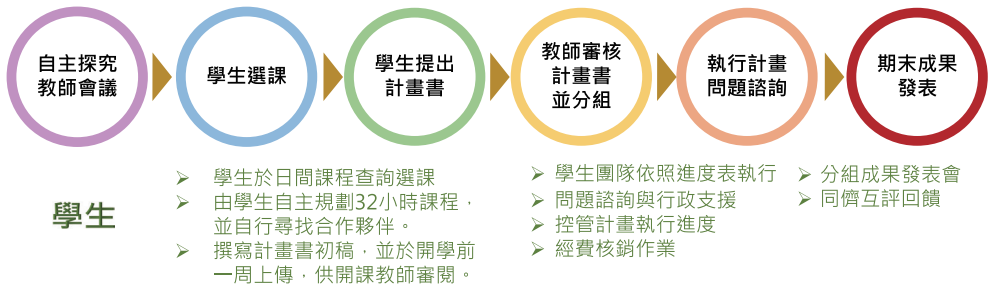 自主探究
教師會議
學生選課
學生提出
計畫書
教師審核
計畫書
並分組
執行計畫
問題諮詢
期末成果
發表
學生
➢ 學生於日間課程查詢選課
➢ 由學生自主規劃32小時課程，
並自行尋找合作夥伴。
➢ 撰寫計畫書初稿，並於開學前
一周上傳，供開課教師審閱。
➢ 學生團隊依照進度表執行
➢ 問題諮詢與行政支援
➢ 控管計畫執行進度
➢ 經費核銷作業
➢ 分組成果發表會
➢ 同儕互評回饋